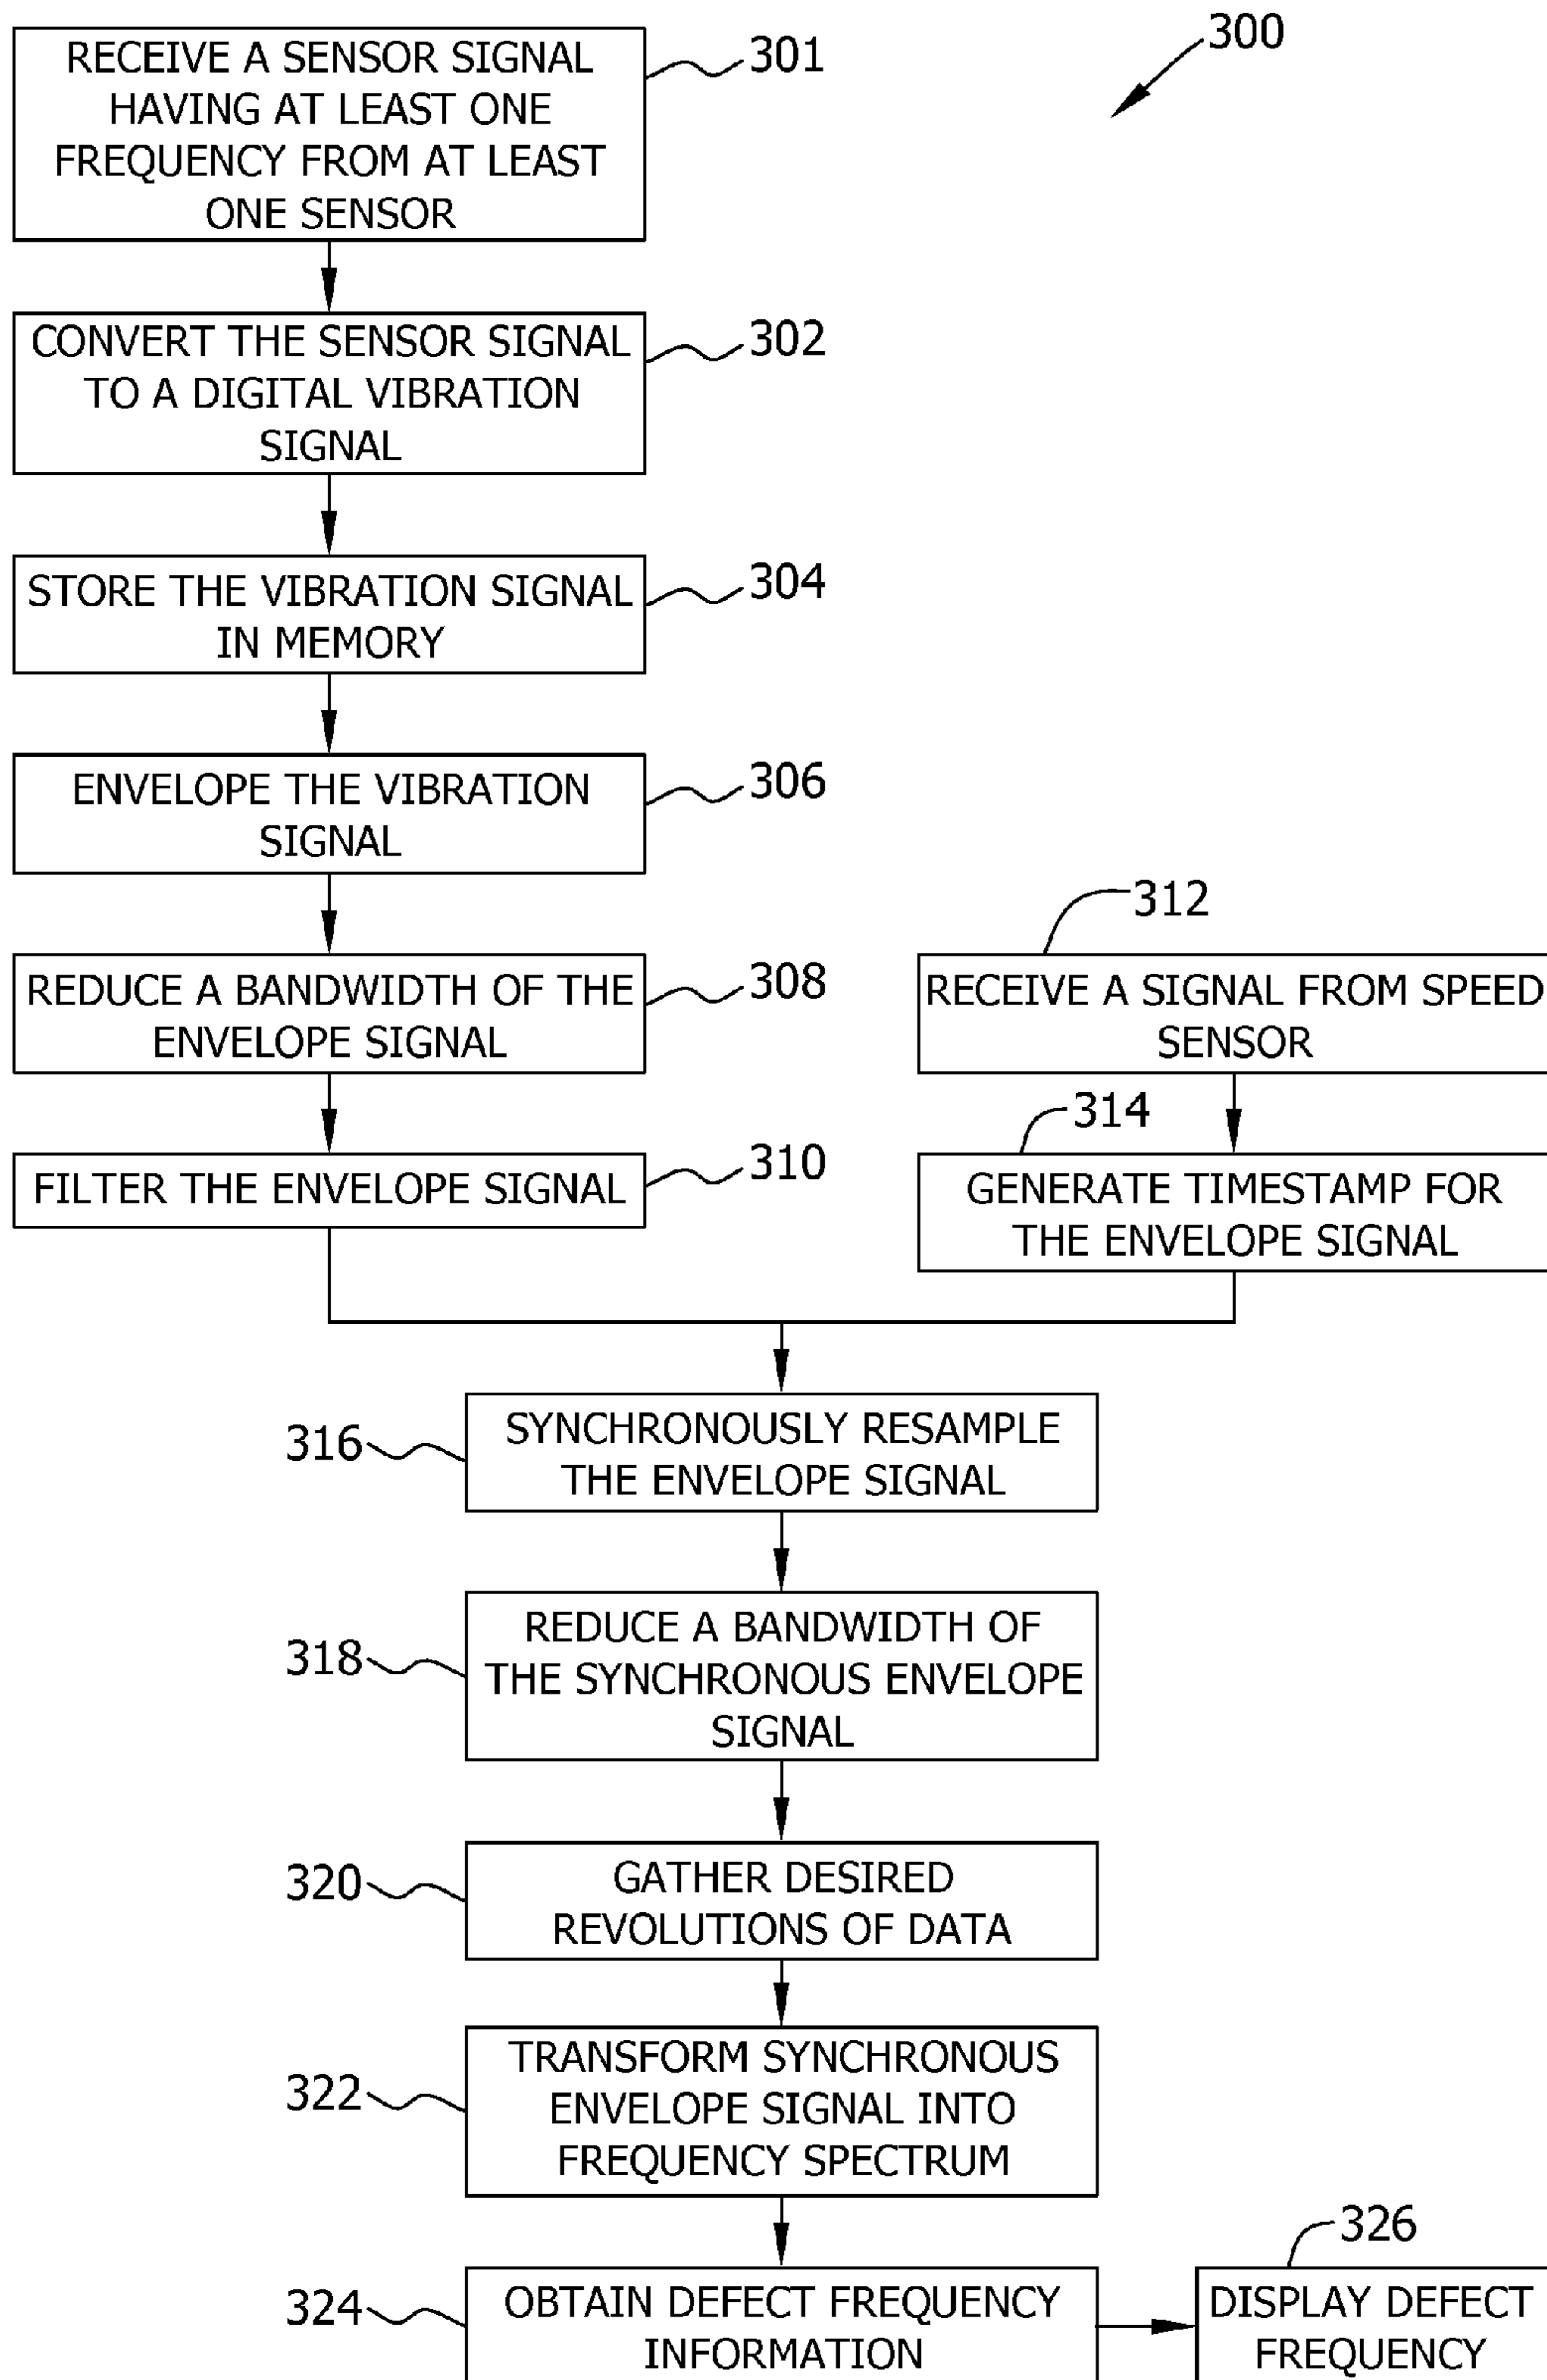 300
RECEIVE A SENSOR SIGNAL
HAVING AT LEAST ONE
FREQUENCY FROM AT LEAST
ONE SENSOR
301
CONVERT THE SENSOR SIGNAL
TO A DIGITAL VIBRATION
SIGNAL
302
STORE THE VIBRATION SIGNAL
IN MEMORY
304
ENVELOPE THE VIBRATION
SIGNAL
306
REDUCE A BANDWIDTH OF THE
ENVELOPE SIGNAL
308
FILTER THE ENVELOPE SIGNAL
310
312
RECEIVE A SIGNAL FROM SPEED
SENSOR
314
GENERATE TIMESTAMP FOR
THE ENVELOPE SIGNAL
316
SYNCHRONOUSLY RESAMPLE
THE ENVELOPE SIGNAL
318
REDUCE A BANDWIDTH OF
THE SYNCHRONOUS ENVELOPE
SIGNAL
320
GATHER DESIRED
REVOLUTIONS OF DATA
322
TRANSFORM SYNCHRONOUS
ENVELOPE SIGNAL INTO
FREQUENCY SPECTRUM
324
OBTAIN DEFECT FREQUENCY
INFORMATION
326
DISPLAY DEFECT
FREQUENCY